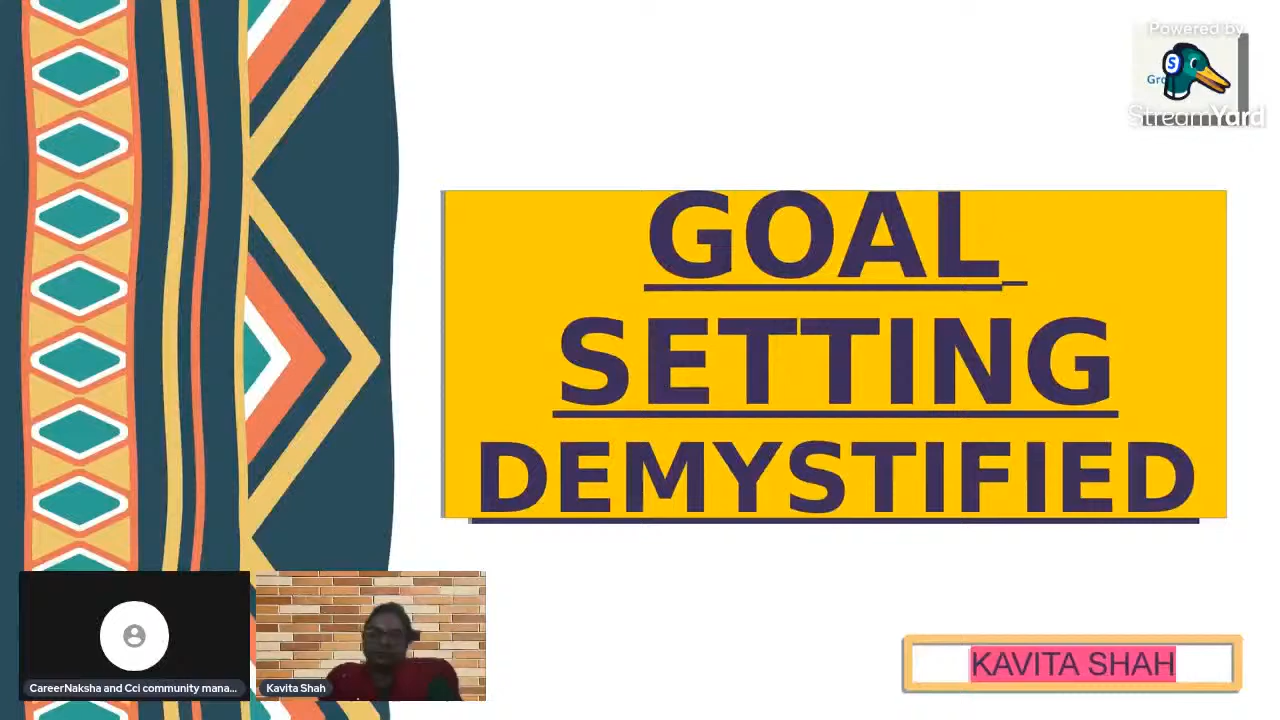 Powered by
StreamYard
GOAL
SETTING
DEMYSTIFIED
KAVITA SHAH
CareerNaksha and Cci community mana...
Kavita Shah